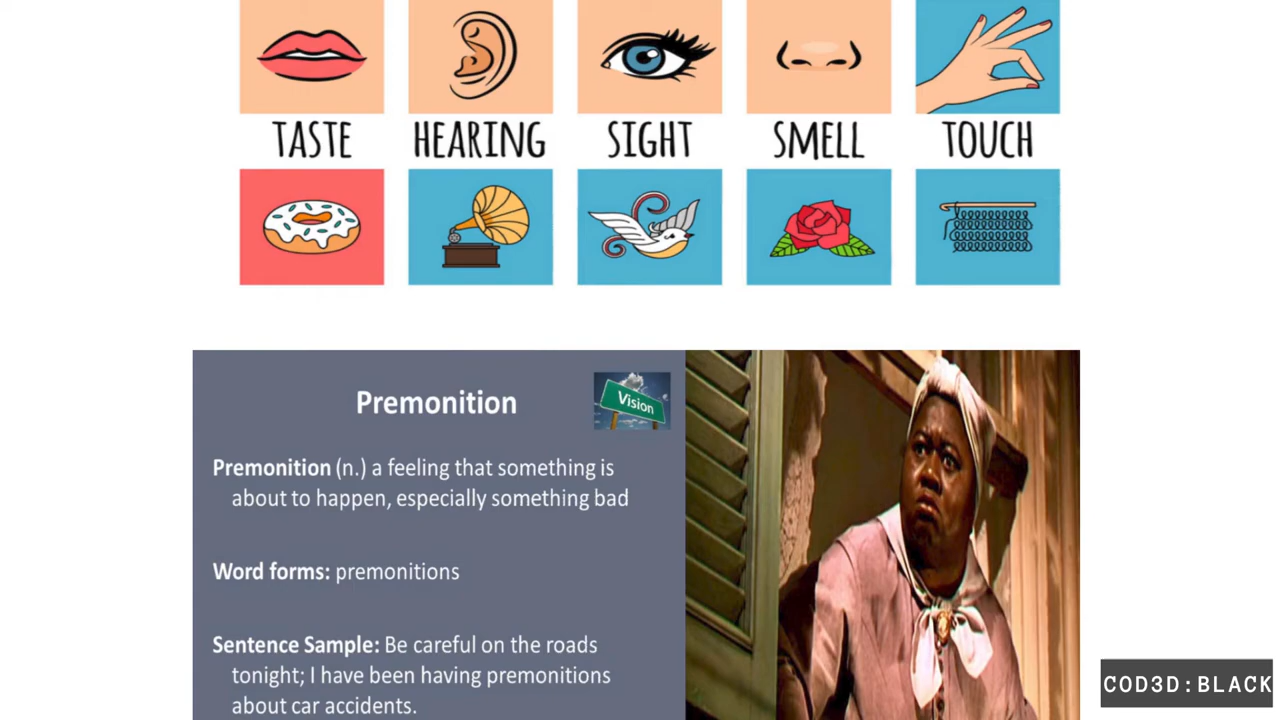 TASTE HEARING SIGHT SMELL TOUCH
Premonition
Vision
Premonition (n.) a feeling that something is
about to happen, especially something bad
Word forms: premonitions
Sentence Sample: Be careful on the roads
tonight; I have been having premonitions
about car accidents.
COD3D:BLACK